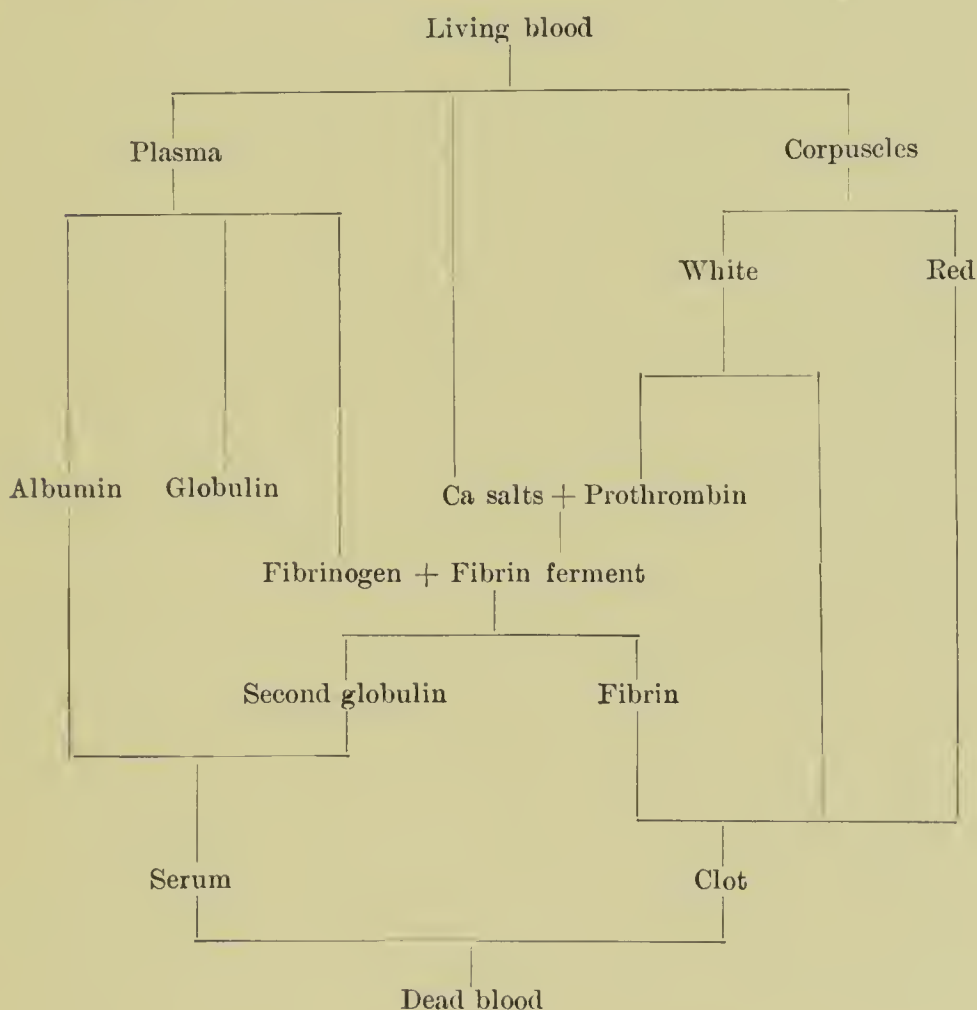 Living blood
Plasma Corpuscles
White Red
Albumin Globulin Ca salts + Prothrombin
Fibrinogen + Fibrin ferment
Second globulin Fibrin
Serum Clot
Dead blood